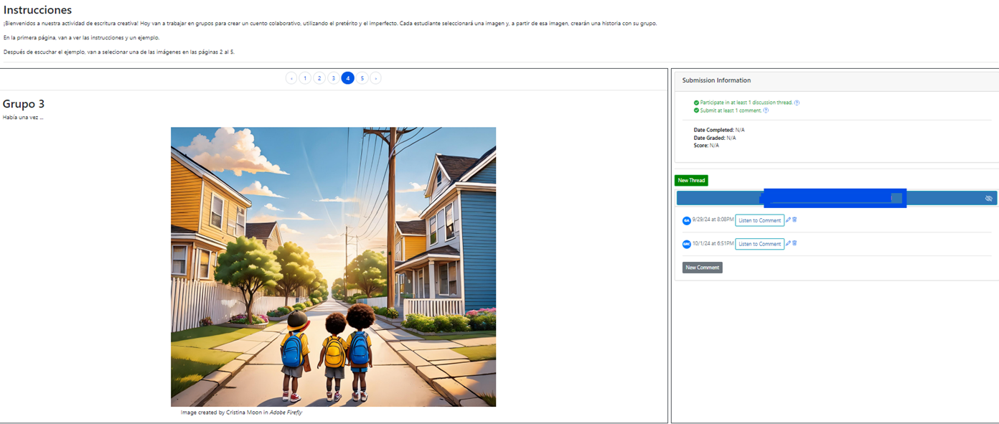 Instrucciones
¡Bienvenidos a nuestra actividad de escritura creativa! Hoy van a trabajar en grupos para crear un cuento colaborativo, utilizando el pretérito y el imperfecto. Cada estudiante seleccionará una imagen y, a partir de esa imagen, crearán una historia con su grupo.
En la primera página, van a ver las instrucciones y un ejemplo.
Después de escuchar el ejemplo, van a selecionar una de las imágenes en las páginas 2 al 5.
‹ 1 2 3 4 5 ›
Grupo 3
Había una vez ...
Image created by Cristina Moon in Adobe Firefly
Submission Information
Participate in at least 1 discussion thread. ?
Submit at least 1 comment. ?
Date Completed: N/A
Date Graded: N/A
Score: N/A
New Thread
9/29/24 at 8:08PM Listen to Comment
10/1/24 at 6:51PM Listen to Comment
New Comment